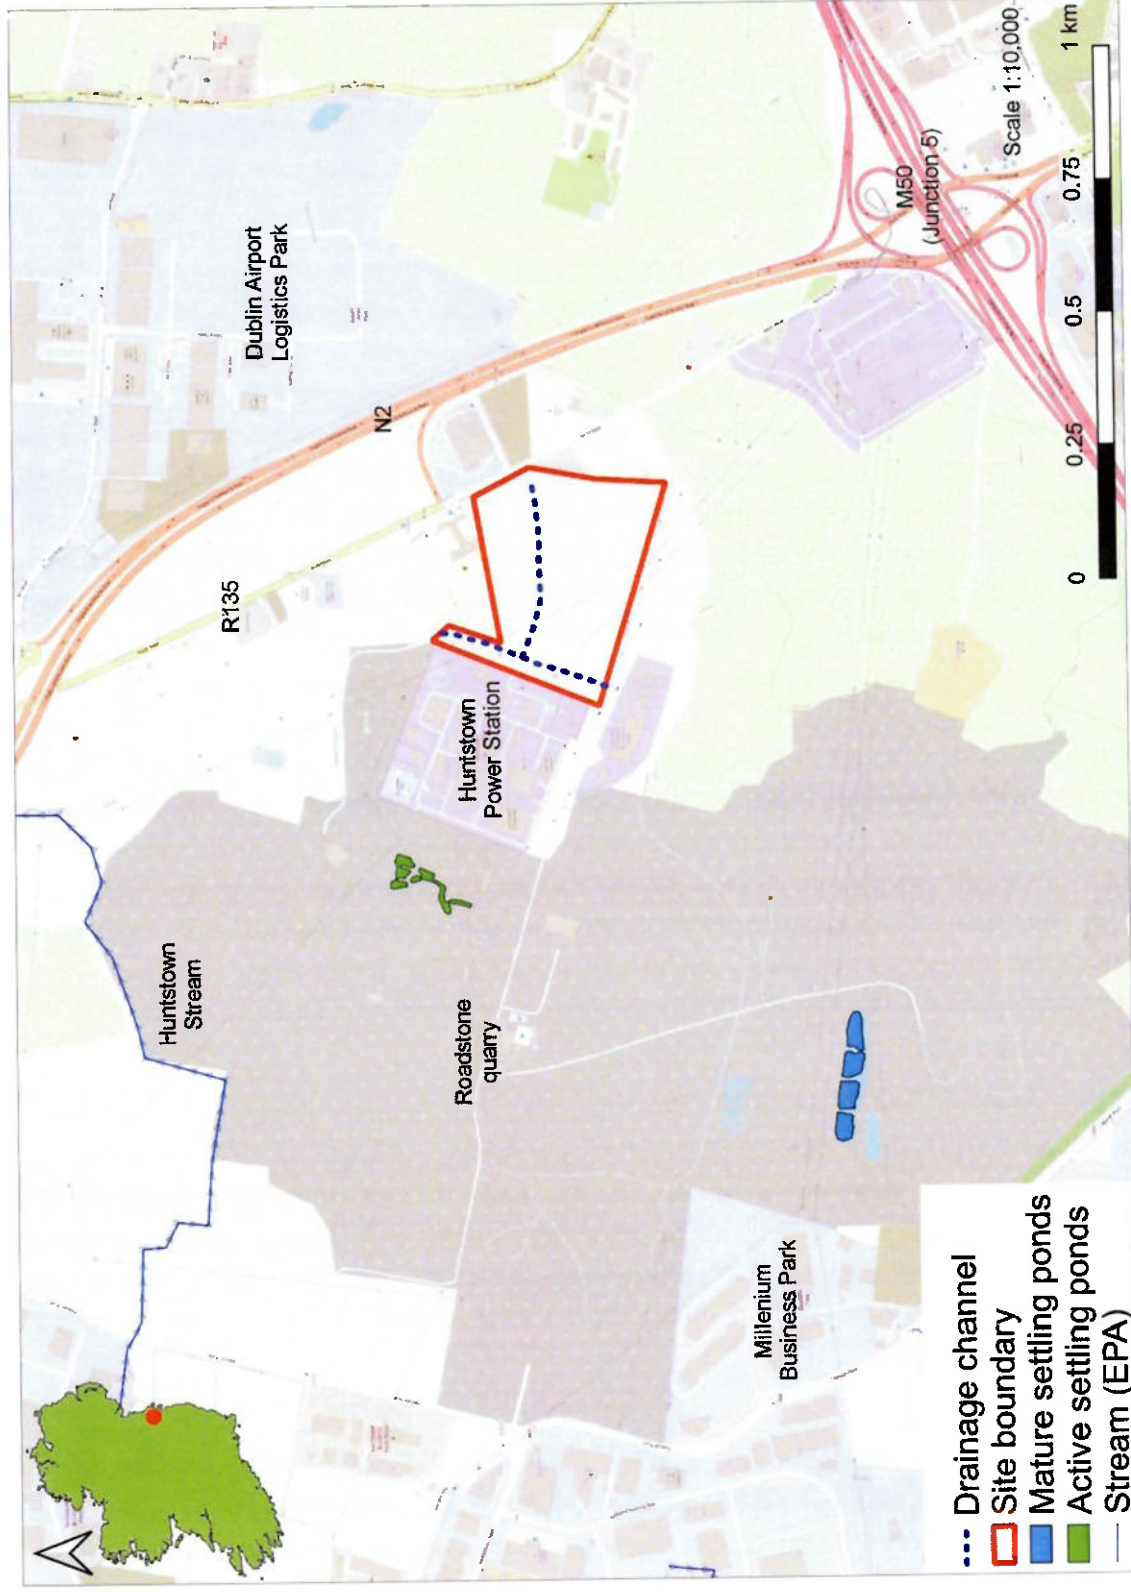 Dublin Airport
Logistics Park
N2
R135
M50
(Junction 5)
Huntstown
Power Station
Huntstown
Stream
Roadstone
quarry
Millenium
Business Park
Scale 1:10,000
0
0.25
0.5
0.75
1 km
Drainage channel
Site boundary
Mature settling ponds
Active settling ponds
Stream (EPA)